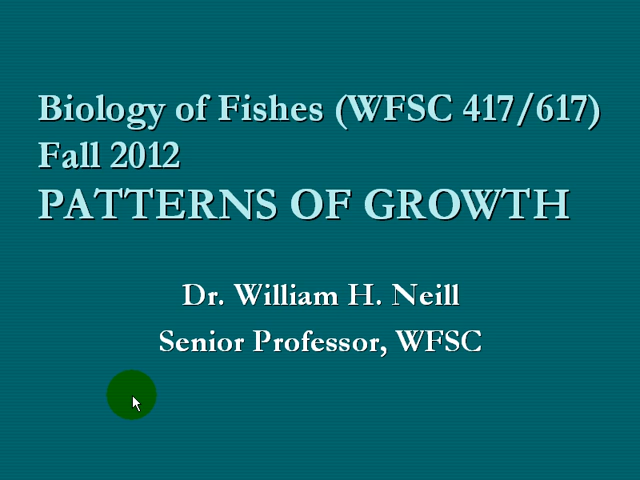 Biology of Fishes (WFSC 417/617)
Fall 2012
PATTERNS OF GROWTH
Dr. William H. Neill
Senior Professor, WFSC